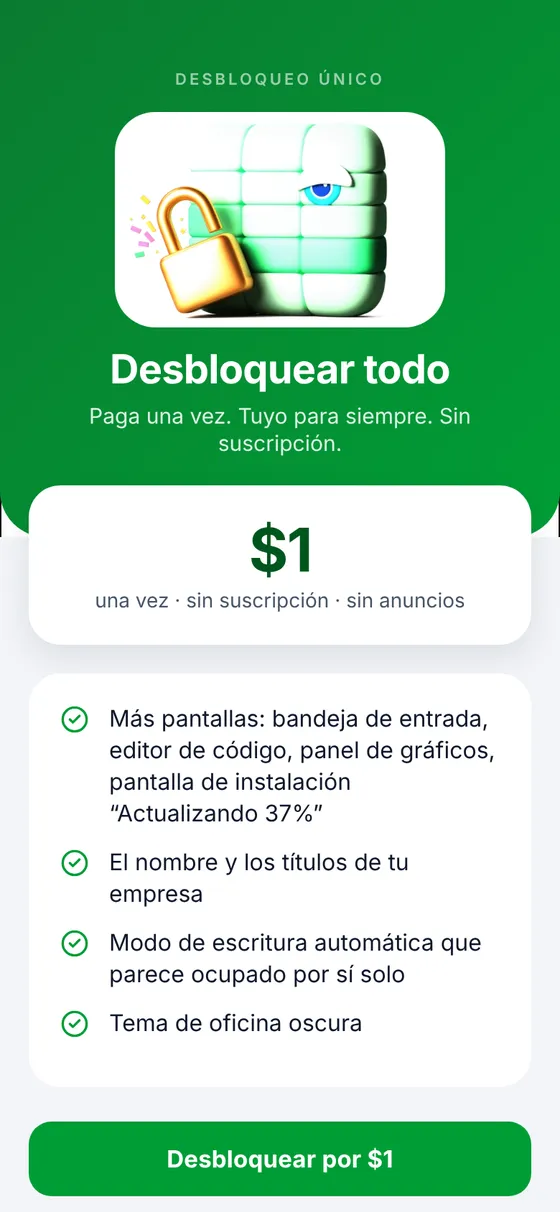 DESBLOQUEO ÚNICO
Desbloquear todo
Paga una vez. Tuyo para siempre. Sin
suscripción.
$1
una vez · sin suscripción · sin anuncios
Más pantallas: bandeja de entrada,
editor de código, panel de gráficos,
pantalla de instalación
“Actualizando 37%”
El nombre y los títulos de tu
empresa
Modo de escritura automática que
parece ocupado por sí solo
Tema de oficina oscura
Desbloquear por $1